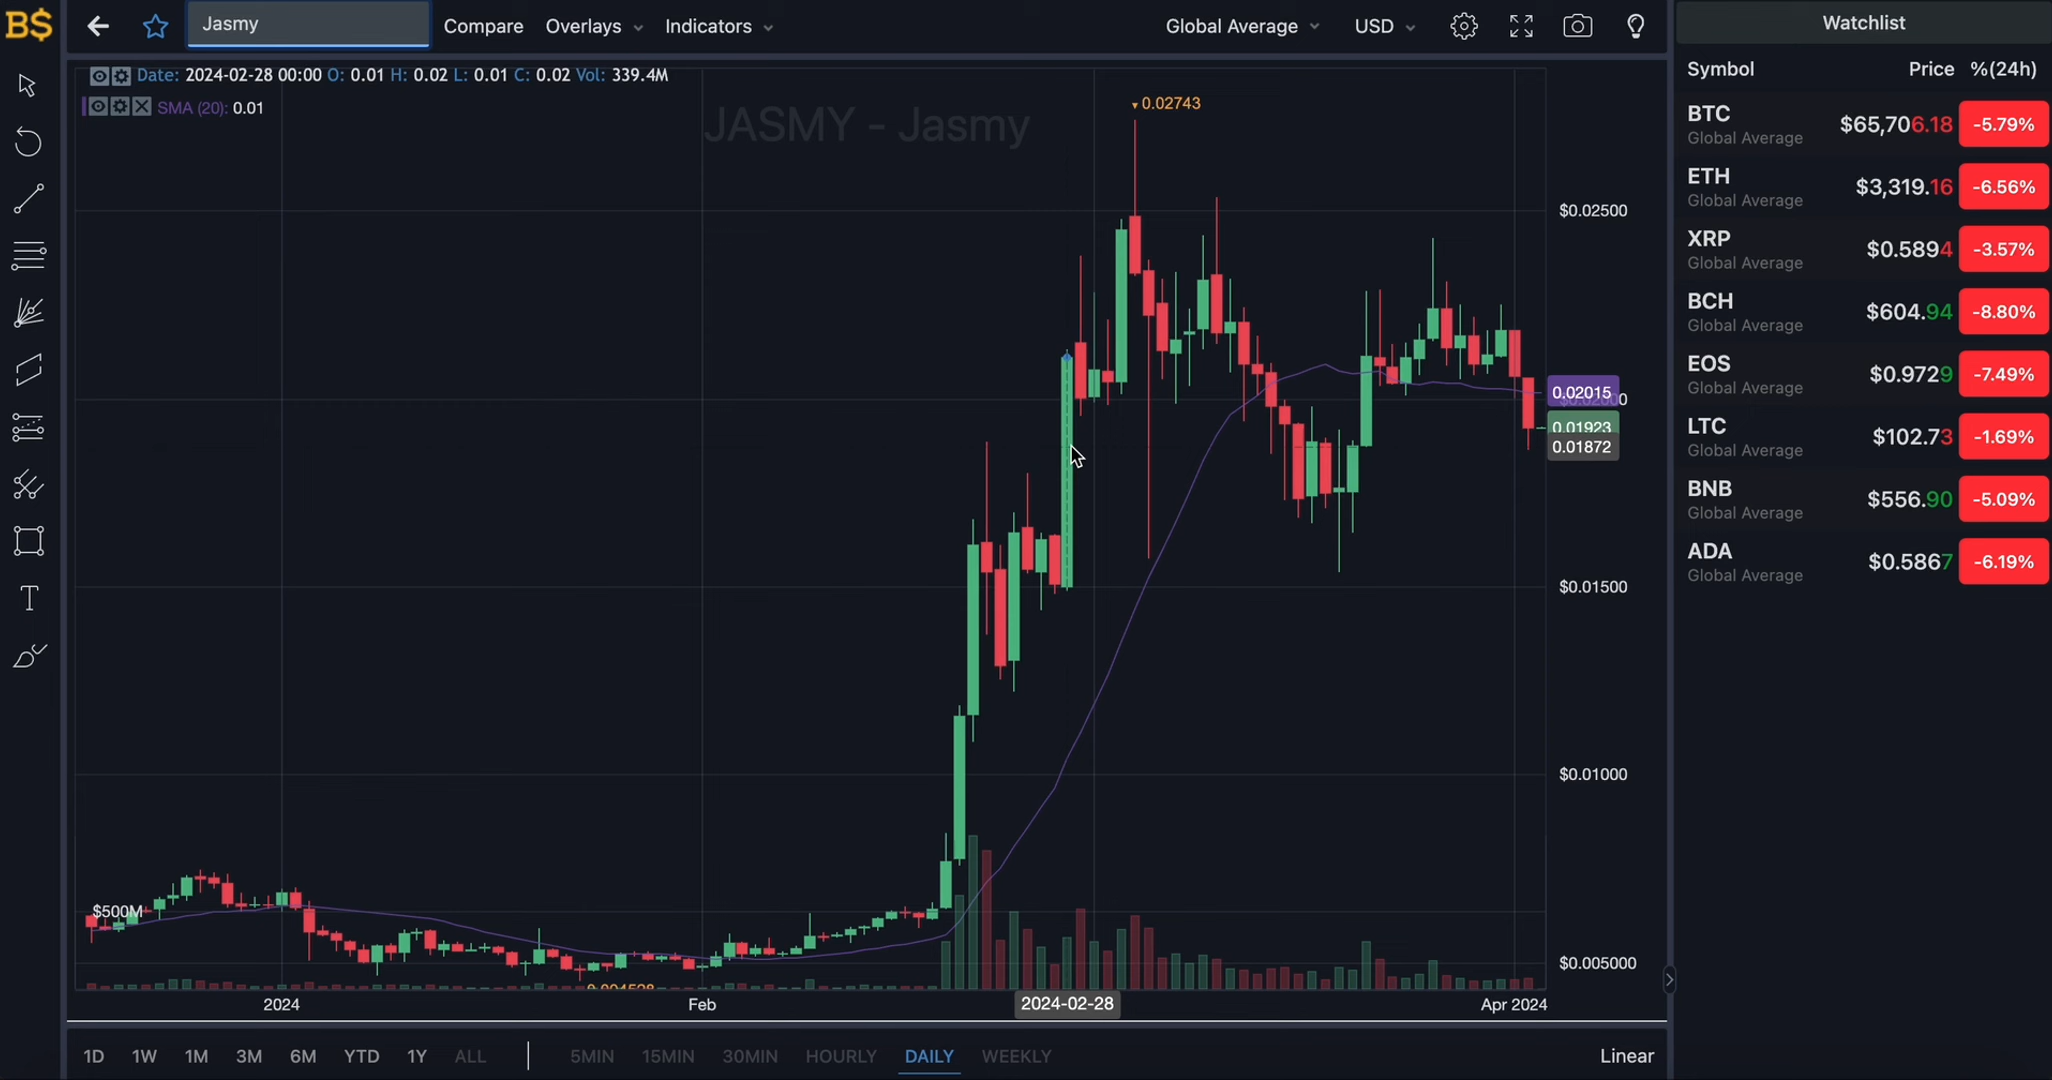 B$
Jasmy
Compare
Overlays
Indicators
Global Average
USD
Date: 2024-02-28 00:00 O: 0.01 H: 0.02 L: 0.01 C: 0.02 Vol: 339.4M
SMA (20): 0.01
JASMY - Jasmy
0.02743
$0.02500
0.02015
0.01923
0.01872
$0.01500
$0.01000
$500M
$0.005000
0.004528
2024
Feb
2024-02-28
Apr 2024
1D 1W 1M 3M 6M YTD 1Y ALL
5MIN 15MIN 30MIN HOURLY DAILY WEEKLY
Linear
Watchlist
Symbol Price %(24h)
BTC $65,706.18 -5.79%
Global Average
ETH $3,319.16 -6.56%
Global Average
XRP $0.5894 -3.57%
Global Average
BCH $604.94 -8.80%
Global Average
EOS $0.9729 -7.49%
Global Average
LTC $102.73 -1.69%
Global Average
BNB $556.90 -5.09%
Global Average
ADA $0.5867 -6.19%
Global Average